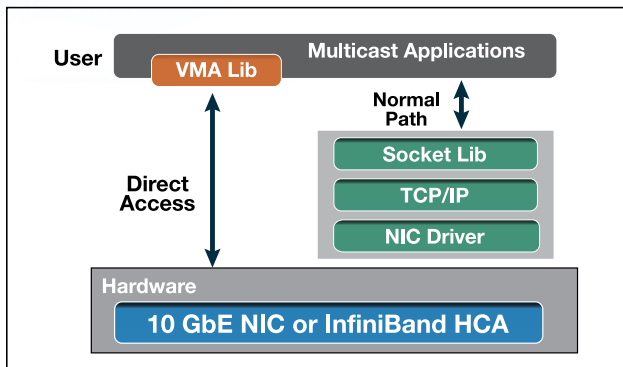 User
Multicast Applications
VMA Lib
Normal
Path
Direct
Access
Socket Lib
TCP/IP
NIC Driver
Hardware
10 GbE NIC or InfiniBand HCA